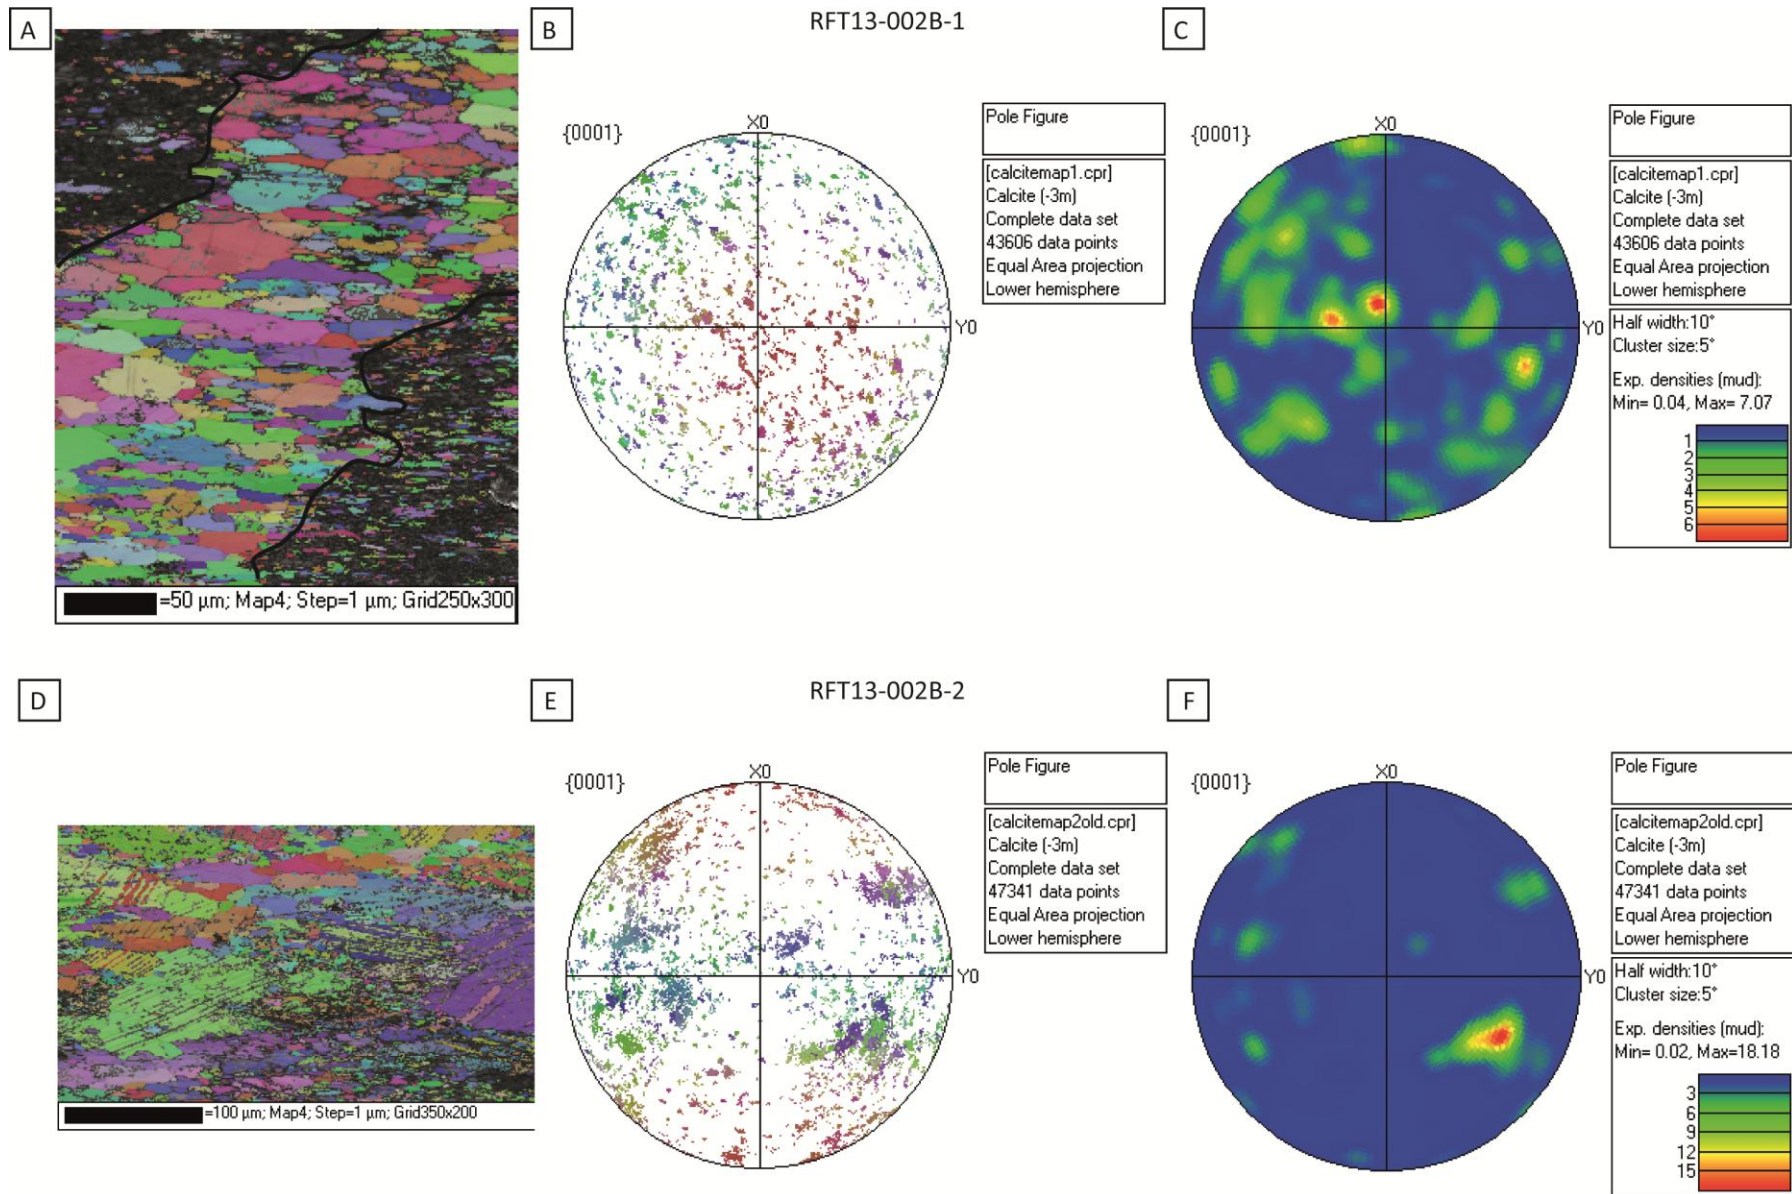 A
B
RFT13-002B-1
C
=50 µm; Map4; Step=1 µm; Grid250x300
{0001}
X0
Y0
Pole Figure
[calcitemap1.cpr]
Calcite (-3m)
Complete data set
43606 data points
Equal Area projection
Lower hemisphere
{0001}
X0
Y0
Pole Figure
[calcitemap1.cpr]
Calcite (-3m)
Complete data set
43606 data points
Equal Area projection
Lower hemisphere
Half width:10°
Cluster size:5°
Exp. densities (mud):
Min= 0.04, Max= 7.07
1
2
3
4
5
6
D
E
RFT13-002B-2
F
=100 µm; Map4; Step=1 µm; Grid350x200
{0001}
X0
Y0
Pole Figure
[calcitemap2old.cpr]
Calcite (-3m)
Complete data set
47341 data points
Equal Area projection
Lower hemisphere
{0001}
X0
Y0
Pole Figure
[calcitemap2old.cpr]
Calcite (-3m)
Complete data set
47341 data points
Equal Area projection
Lower hemisphere
Half width:10°
Cluster size:5°
Exp. densities (mud):
Min= 0.02, Max=18.18
3
6
9
12
15